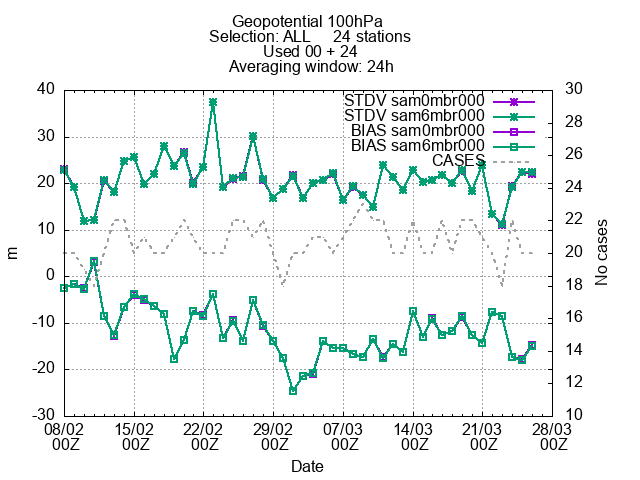 Geopotential 100hPa
Selection: ALL 24 stations
Used 00 + 24
Averaging window: 24h
m
40
30
20
10
0
-10
-20
-30
30
28
26
24
22
20
18
16
14
12
10
No cases
STDV sam0mbr000
STDV sam6mbr000
BIAS sam0mbr000
BIAS sam6mbr000
CASES
08/02 15/02 22/02 29/02 07/03 14/03 21/03 28/03
00Z 00Z 00Z 00Z 00Z 00Z 00Z 00Z
Date